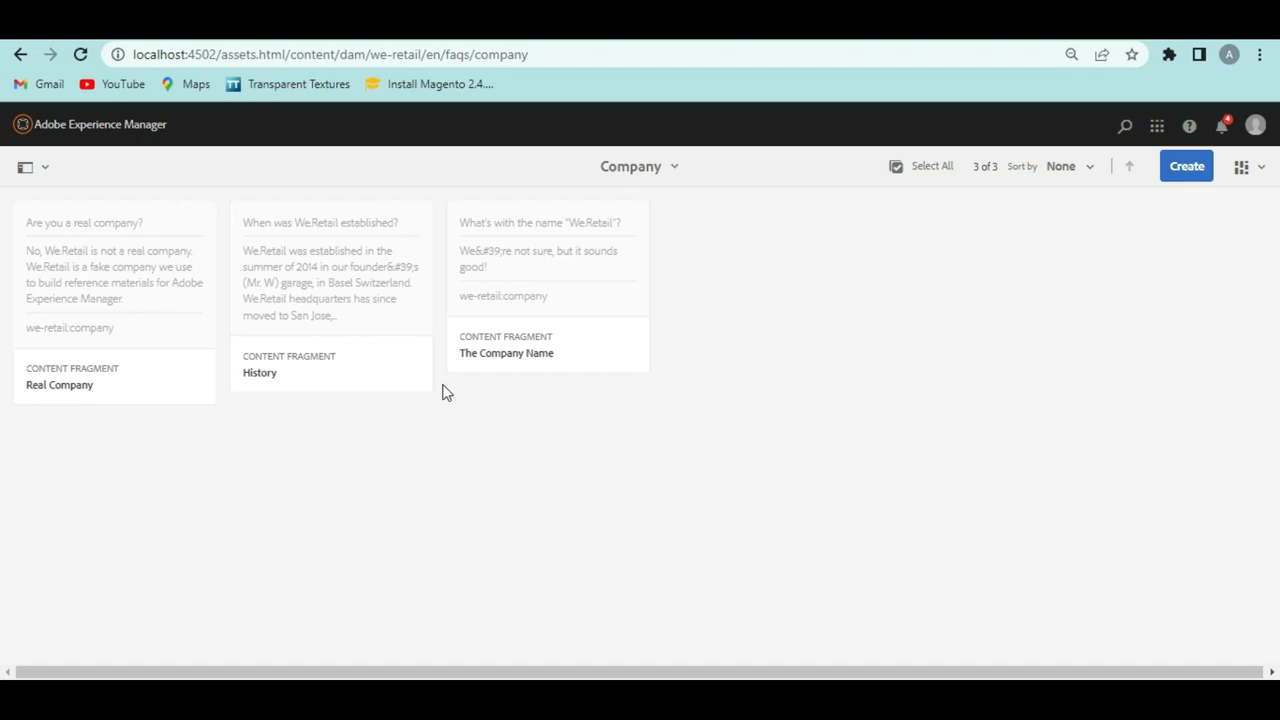 localhost:4502/assets.html/content/dam/we-retail/en/faqs/company
A
Gmail
YouTube
Maps
TT
Transparent Textures
Install Magento 2.4....
Adobe Experience Manager
4
Company
Select All
3 of 3
Sort by
None
Create
Are you a real company?
No, We.Retail is not a real company.
We.Retail is a fake company we use
to build reference materials for Adobe
Experience Manager.
we-retail:company
CONTENT FRAGMENT
Real Company
When was We.Retail established?
We.Retail was established in the
summer of 2014 in our founder&#39;s
(Mr. W) garage, in Basel Switzerland.
We.Retail headquarters has since
moved to San Jose,...
CONTENT FRAGMENT
History
What's with the name "We.Retail"?
We&#39;re not sure, but it sounds
good!
we-retail:company
CONTENT FRAGMENT
The Company Name